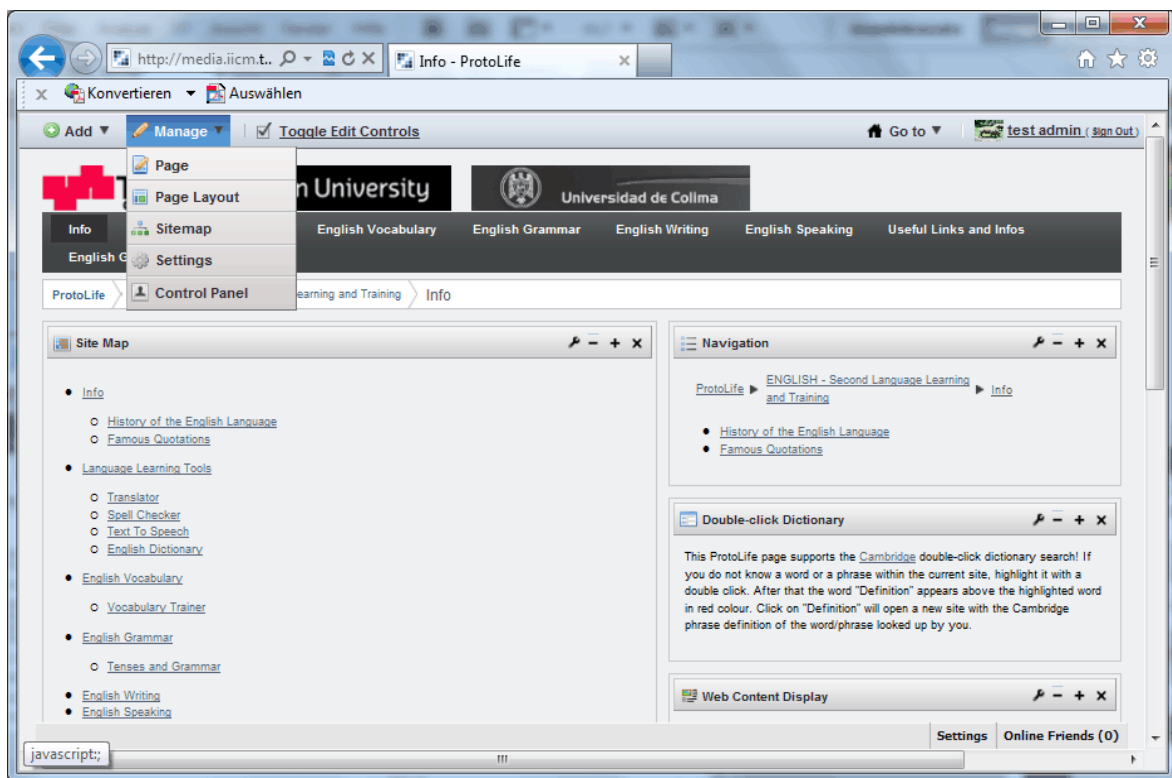 http://media.iicm.t..
Info - ProtoLife
Konvertieren
Auswählen
Add
Manage
Toggle Edit Controls
Go to
test admin ( Sign Out )
Page
Page Layout
Sitemap
Settings
Control Panel
n University
Universidad de Colima
Info
English Vocabulary
English Grammar
English Writing
English Speaking
Useful Links and Infos
English G
ProtoLife
earning and Training
Info
Site Map
Info
History of the English Language
Famous Quotations
Language Learning Tools
Translator
Spell Checker
Text To Speech
English Dictionary
English Vocabulary
Vocabulary Trainer
English Grammar
Tenses and Grammar
English Writing
English Speaking
Navigation
ProtoLife
ENGLISH - Second Language Learning
and Training
Info
History of the English Language
Famous Quotations
Double-click Dictionary
This ProtoLife page supports the Cambridge double-click dictionary search! If
you do not know a word or a phrase within the current site, highlight it with a
double click. After that the word "Definition" appears above the highlighted word
in red colour. Click on "Definition" will open a new site with the Cambridge
phrase definition of the word/phrase looked up by you.
Web Content Display
Settings
Online Friends (0)
javascript:;